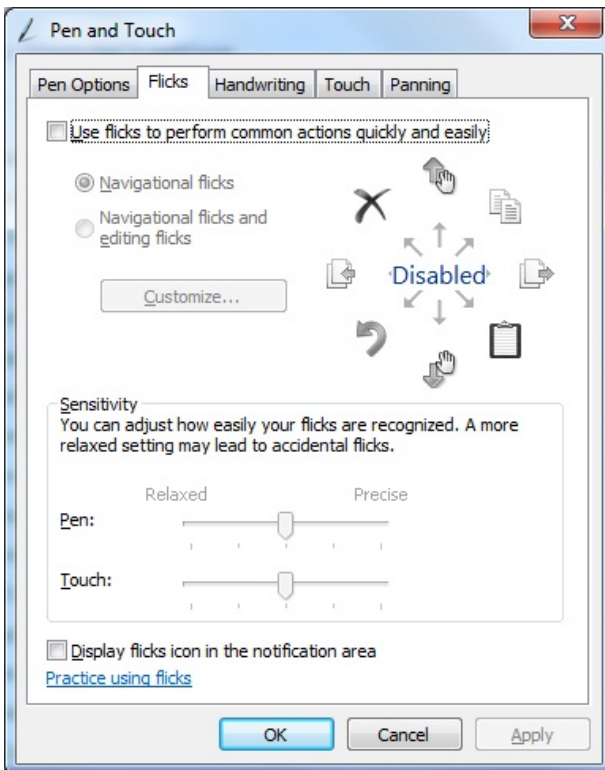 Pen and Touch
Pen Options Flicks Handwriting Touch Panning
Use flicks to perform common actions quickly and easily
Navigational flicks
Navigational flicks and
editing flicks
Customize...
Disabled
Sensitivity
You can adjust how easily your flicks are recognized. A more
relaxed setting may lead to accidental flicks.
Relaxed Precise
Pen:
Touch:
Display flicks icon in the notification area
Practice using flicks
OK Cancel Apply